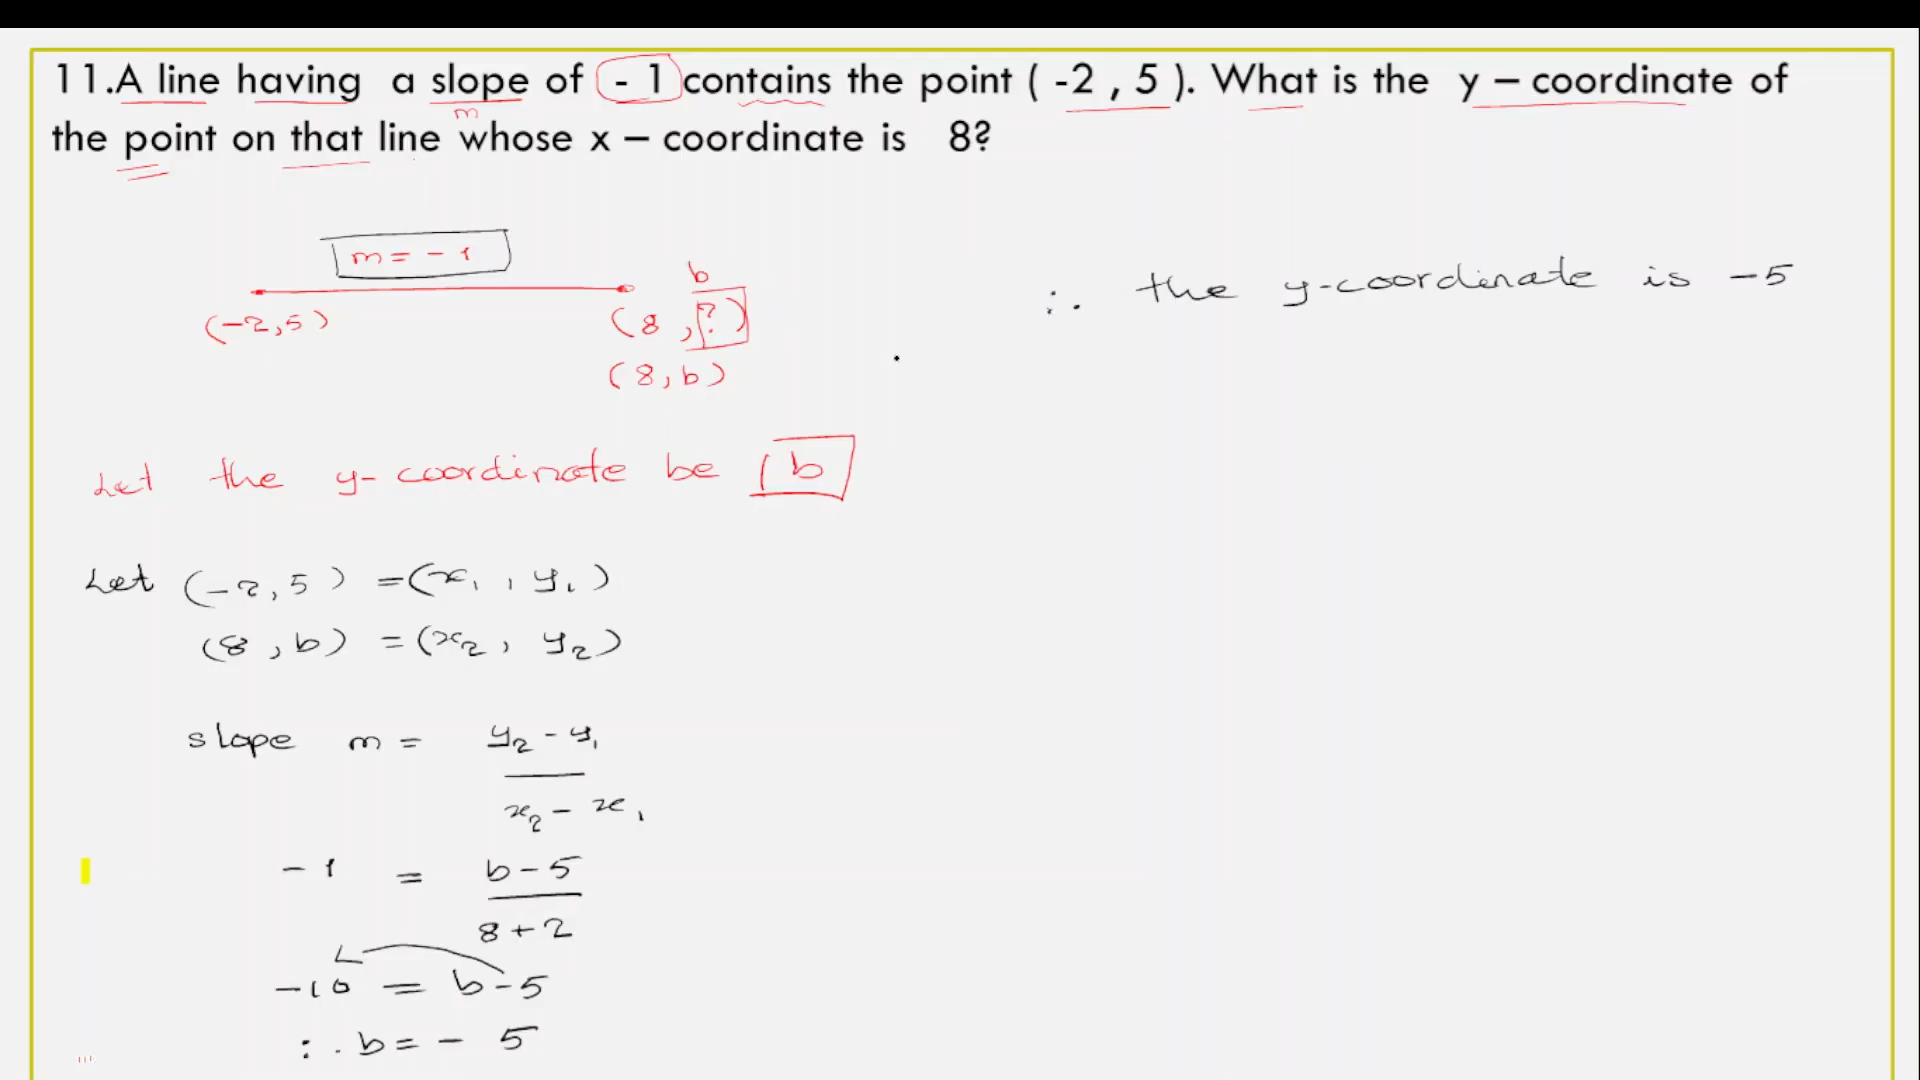 11.A line having a slope of - 1 contains the point ( -2 , 5 ). What is the y – coordinate of
m
the point on that line whose x – coordinate is 8?
m = - 1
b
(-2,5)
(8 ,?)
(8,b)
∴ the y-coordinate is -5
Let the y-coordinate be b
Let (-2,5) =(x₁ , y₁)
(8 ,b) =(x₂, y₂)
slope m = y₂ - y₁
x₂ - x₁
-1 = b-5
8+2
-10 = b-5
∴ b = - 5